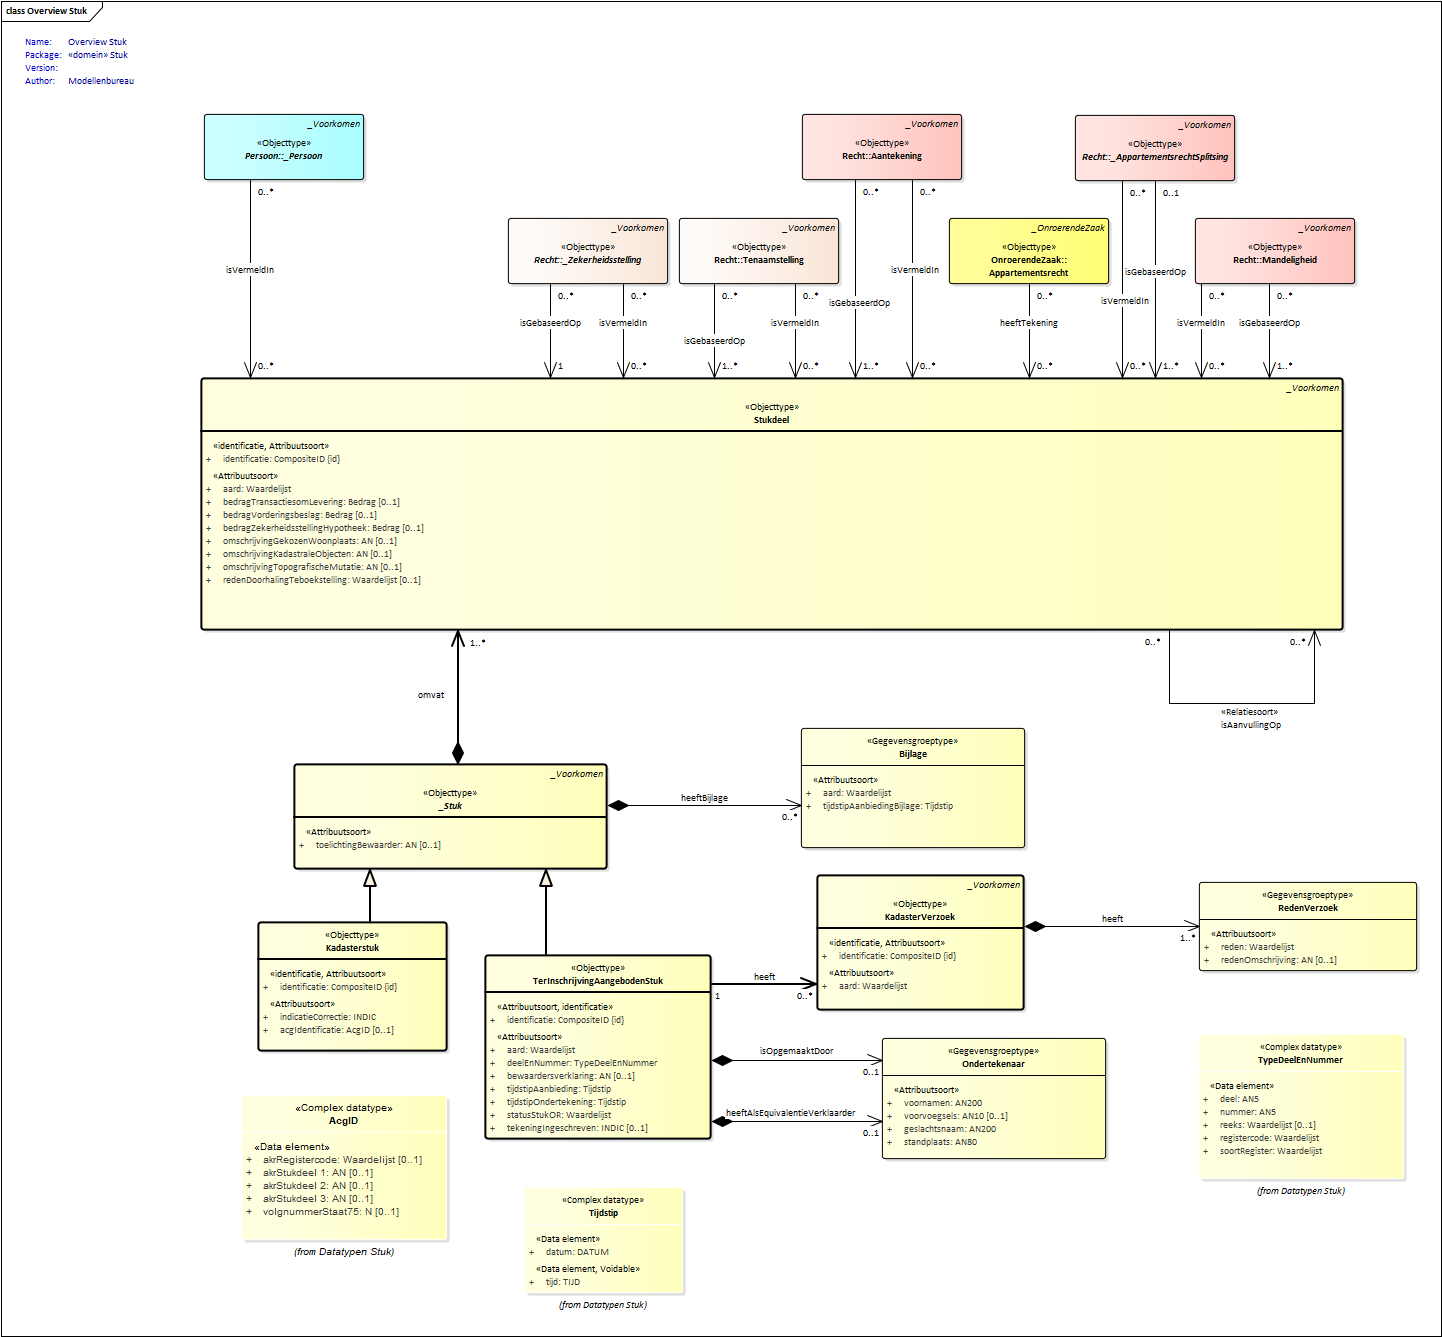 class Overview Stuk
Name: Overview Stuk
Package: «domein» Stuk
Version:
Author: Modellenbureau
_Voorkomen
«Objecttype»
Persoon::_Persoon
_Voorkomen
«Objecttype»
Recht::Aantekening
_Voorkomen
«Objecttype»
Recht::_AppartementsrechtSplitsing
0..*
0..*
0..*
0..*
0..1
_Voorkomen
«Objecttype»
Recht::_Zekerheidsstelling
_Voorkomen
«Objecttype»
Recht::Tenaamstelling
_OnroerendeZaak
«Objecttype»
OnroerendeZaak::
Appartementsrecht
_Voorkomen
«Objecttype»
Recht::Mandeligheid
isVermeldIn
isVermeldIn
isGebaseerdOp
0..*
0..*
0..*
0..*
0..*
0..*
0..*
isGebaseerdOp
isVermeldIn
isVermeldIn
isGebaseerdOp
isVermeldIn
heeftTekening
isVermeldIn
isGebaseerdOp
isGebaseerdOp
0..*
1
0..*
1..*
0..*
1..*
0..*
0..*
0..*
1..*
0..*
1..*
_Voorkomen
«Objecttype»
Stukdeel
«identificatie, Attribuutsoort»
+ identificatie: CompositeID {id}
«Attribuutsoort»
+ aard: Waardelijst
+ bedragTransactiesomLevering: Bedrag [0..1]
+ bedragVorderingsbeslag: Bedrag [0..1]
+ bedragZekerheidsstellingHypotheek: Bedrag [0..1]
+ omschrijvingGekozenWoonplaats: AN [0..1]
+ omschrijvingKadastraleObjecten: AN [0..1]
+ omschrijvingTopografischeMutatie: AN [0..1]
+ redenDoorhalingTeboekstelling: Waardelijst [0..1]
1..*
0..*
0..*
omvat
«Relatiesoort»
isAanvullingOp
_Voorkomen
«Objecttype»
_Stuk
«Attribuutsoort»
+ toelichtingBewaarder: AN [0..1]
heeftBijlage
0..*
«Gegevensgroeptype»
Bijlage
«Attribuutsoort»
+ aard: Waardelijst
+ tijdstipAanbiedingBijlage: Tijdstip
_Voorkomen
«Objecttype»
KadasterVerzoek
«identificatie, Attribuutsoort»
+ identificatie: CompositeID {id}
«Attribuutsoort»
+ aard: Waardelijst
heeft
1..*
«Gegevensgroeptype»
RedenVerzoek
«Attribuutsoort»
+ reden: Waardelijst
+ redenOmschrijving: AN [0..1]
«Objecttype»
Kadasterstuk
«identificatie, Attribuutsoort»
+ identificatie: CompositeID {id}
«Attribuutsoort»
+ indicatieCorrectie: INDIC
+ acgIdentificatie: AcgID [0..1]
«Objecttype»
TerInschrijvingAangebodenStuk
«Attribuutsoort, identificatie»
+ identificatie: CompositeID {id}
«Attribuutsoort»
+ aard: Waardelijst
+ deelEnNummer: TypeDeelEnNummer
+ bewaardersverklaring: AN [0..1]
+ tijdstipAanbieding: Tijdstip
+ tijdstipOndertekening: Tijdstip
+ statusStukOR: Waardelijst
+ tekeningIngeschreven: INDIC [0..1]
heeft
1
0..*
isOpgemaaktDoor
0..1
heeftAlsEquivalentieVerklaarder
0..1
«Gegevensgroeptype»
Ondertekenaar
«Attribuutsoort»
+ voornamen: AN200
+ voorvoegsels: AN10 [0..1]
+ geslachtsnaam: AN200
+ standplaats: AN80
«Complex datatype»
TypeDeelEnNummer
«Data element»
+ deel: AN5
+ nummer: AN5
+ reeks: Waardelijst [0..1]
+ registercode: Waardelijst
+ soortRegister: Waardelijst
(from Datatypen Stuk)
«Complex datatype»
AcgID
«Data element»
+ akrRegistercode: Waardelijst [0..1]
+ akrStukdeel 1: AN [0..1]
+ akrStukdeel 2: AN [0..1]
+ akrStukdeel 3: AN [0..1]
+ volgnummerStaat75: N [0..1]
(from Datatypen Stuk)
«Complex datatype»
Tijdstip
«Data element»
+ datum: DATUM
«Data element, Voidable»
+ tijd: TIJD
(from Datatypen Stuk)